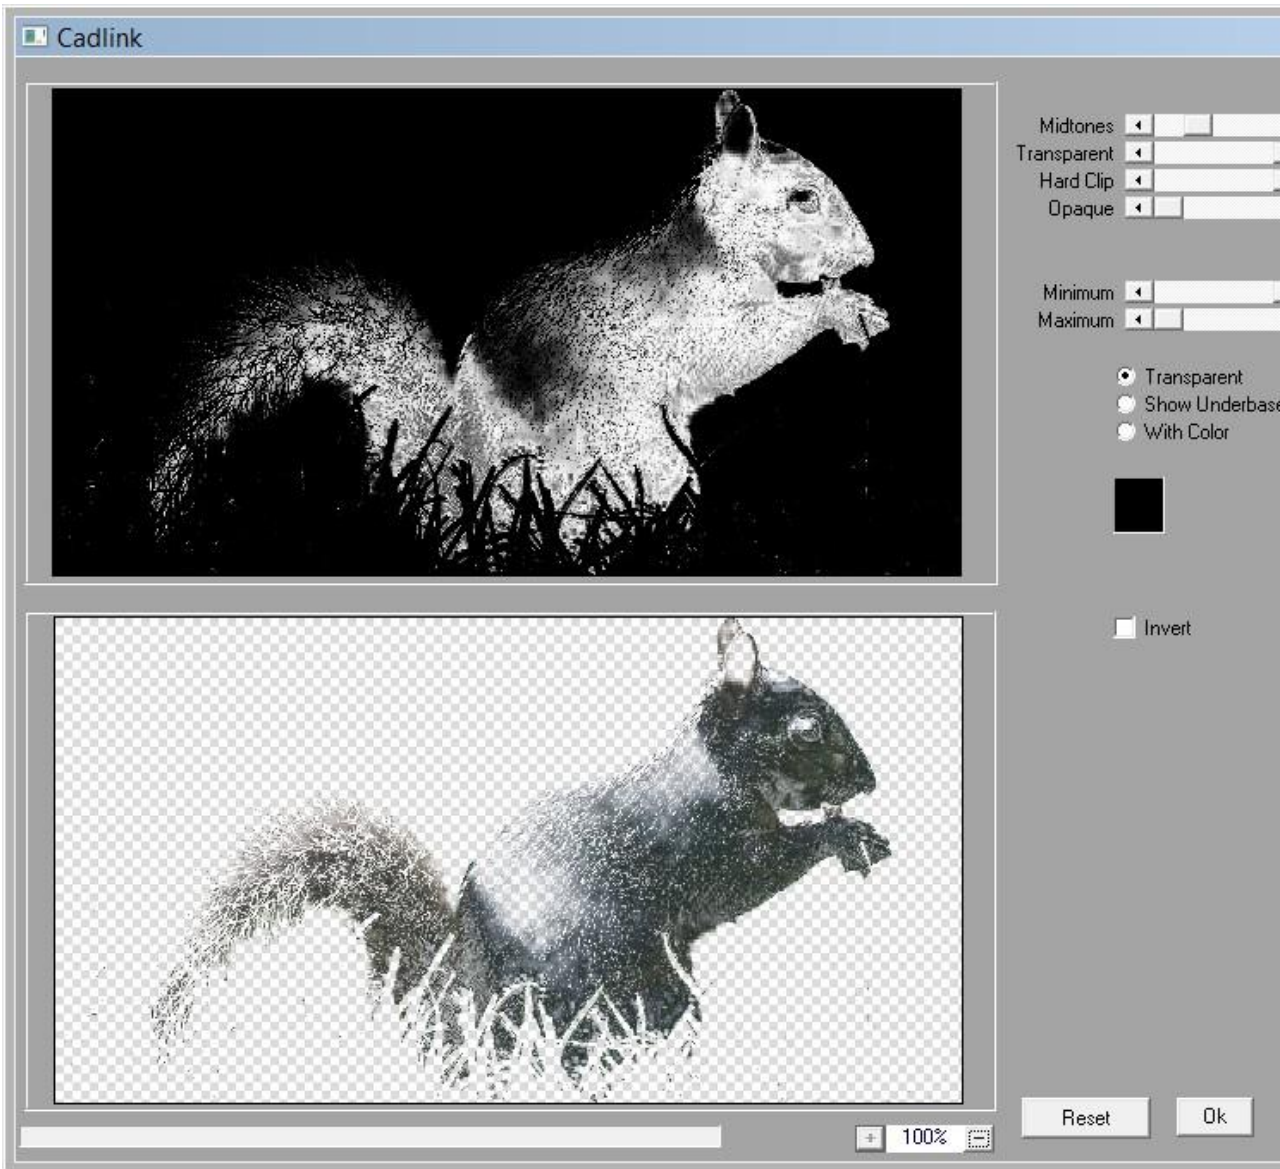 Cadlink
Midtones
Transparent
Hard Clip
Opaque
Minimum
Maximum
Transparent
Show Underbase
With Color
Invert
100%
Reset
Ok